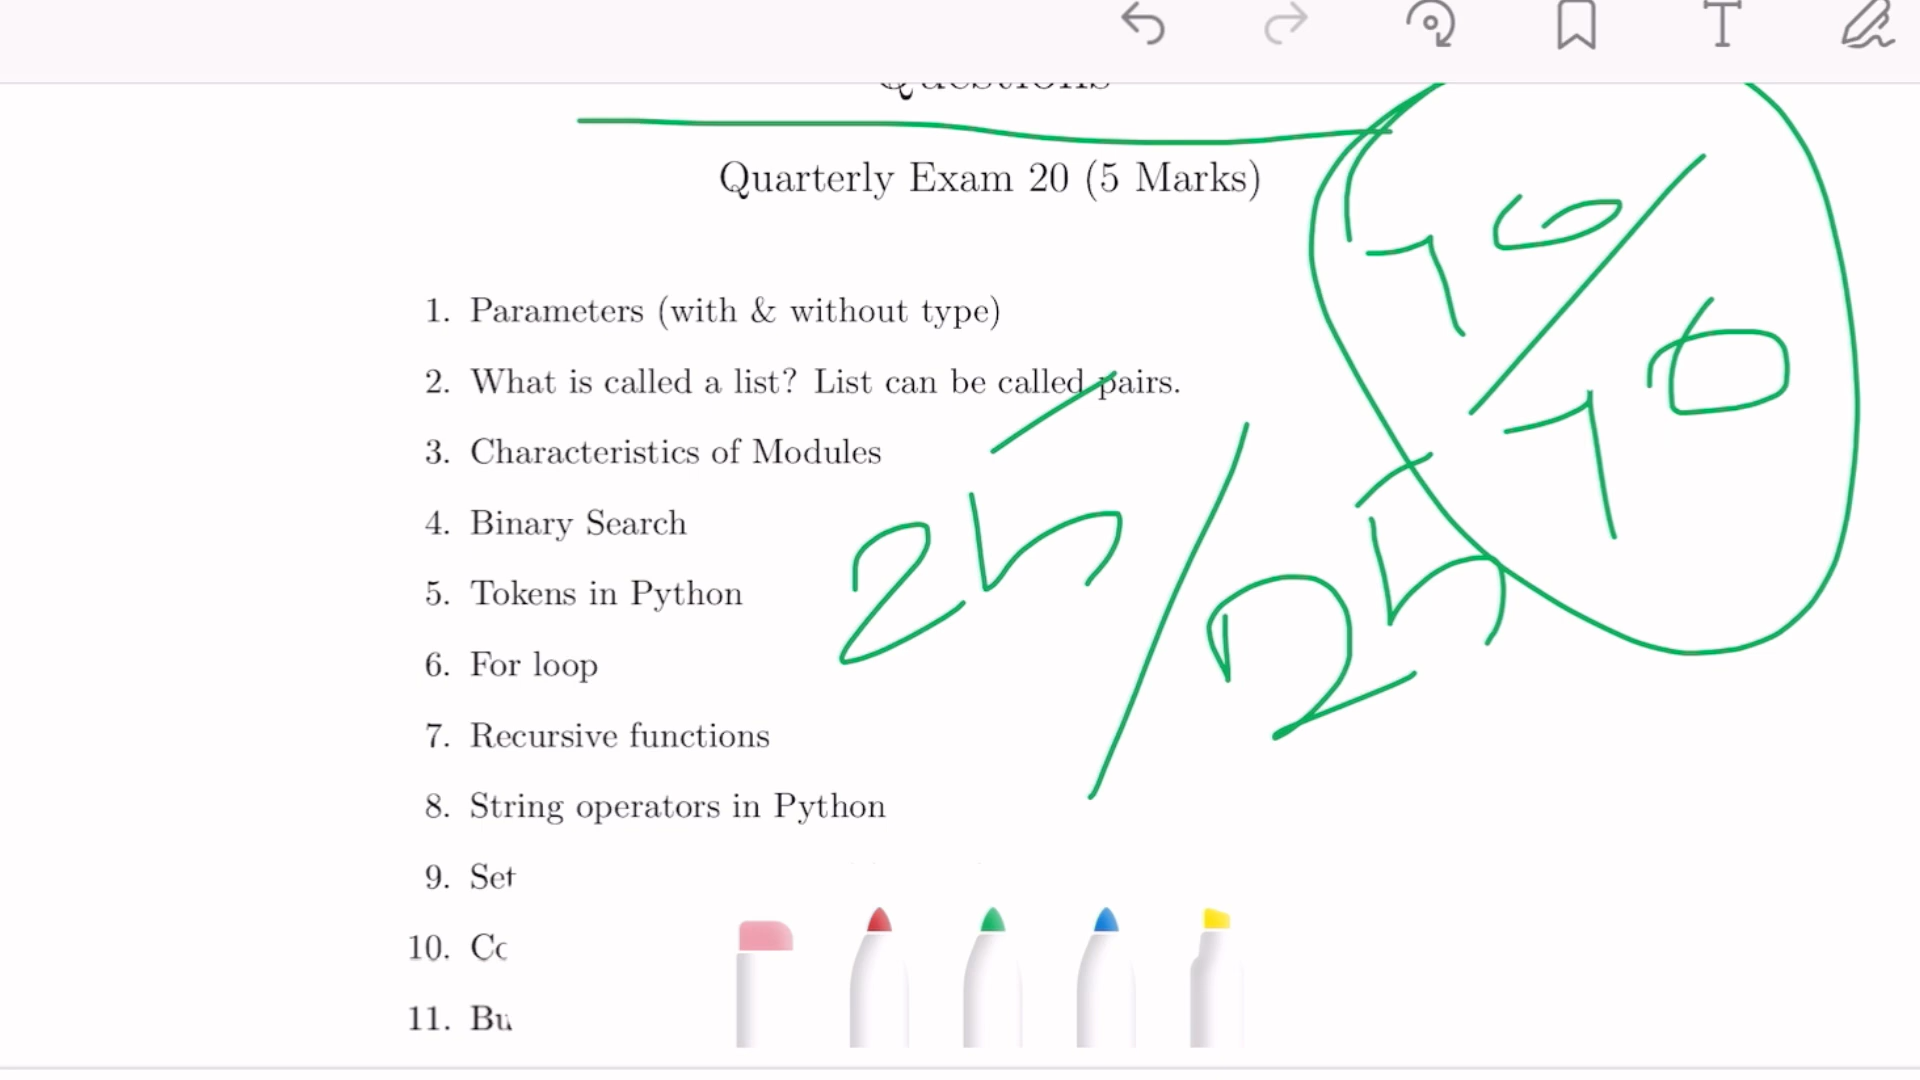 Questions
Quarterly Exam 20 (5 Marks)
1. Parameters (with & without type)
2. What is called a list? List can be called pairs.
3. Characteristics of Modules
4. Binary Search
5. Tokens in Python
6. For loop
7. Recursive functions
8. String operators in Python
9. Set
10.
11.